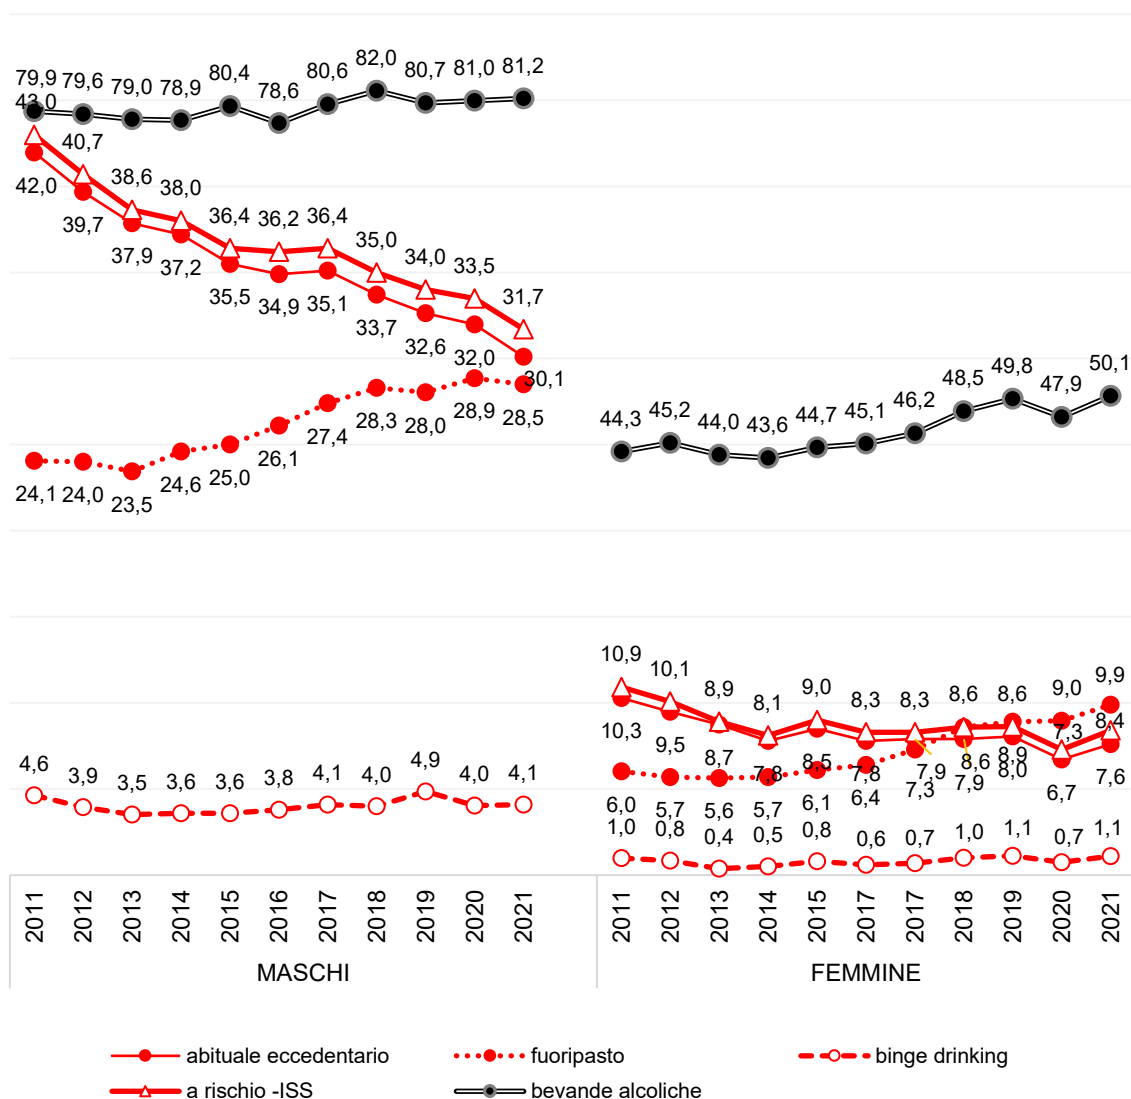 79,9 79,6 79,0 78,9 80,4 78,6 80,6 82,0 80,7 81,0 81,2
43,0 40,7 38,6 38,0 36,4 36,2 36,4 35,0 34,0 33,5 31,7
42,0 39,7 37,9 37,2 35,5 34,9 35,1 33,7 32,6 32,0 30,1
24,1 24,0 23,5 24,6 25,0 26,1 27,4 28,3 28,0 28,9 28,5
4,6 3,9 3,5 3,6 3,6 3,8 4,1 4,0 4,9 4,0 4,1
44,3 45,2 44,0 43,6 44,7 45,1 46,2 48,5 49,8 47,9 50,1
10,9 10,1 8,9 8,1 9,0 8,3 8,3 8,6 8,6 7,3 8,4
10,3 9,5 8,7 7,8 8,5 7,8 7,9 7,9 8,0 6,7 7,6
6,0 5,7 5,6 5,7 6,1 6,4 7,3 8,6 8,9 9,0 9,9
1,0 0,8 0,4 0,5 0,8 0,6 0,7 1,0 1,1 0,7 1,1
2011 2012 2013 2014 2015 2016 2017 2018 2019 2020 2021
2011 2012 2013 2014 2015 2016 2017 2018 2019 2020 2021
MASCHI
FEMMINE
abituale eccedentario
fuoripasto
binge drinking
a rischio -ISS
bevande alcoliche